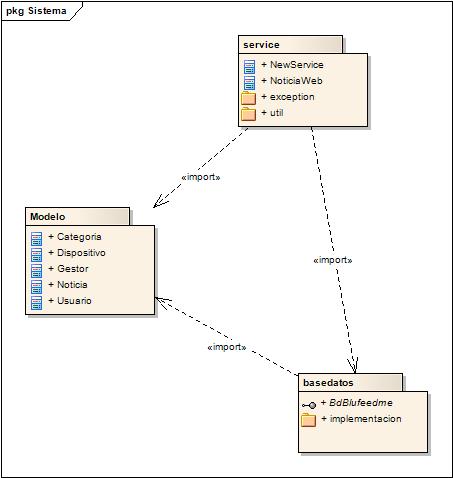 pkg Sistema
service
+ NewService
+ NoticiaWeb
+ exception
+ util
«import»
Modelo
+ Categoria
+ Dispositivo
+ Gestor
+ Noticia
+ Usuario
«import»
«import»
basedatos
+ BdBlufeedme
+ implementacion